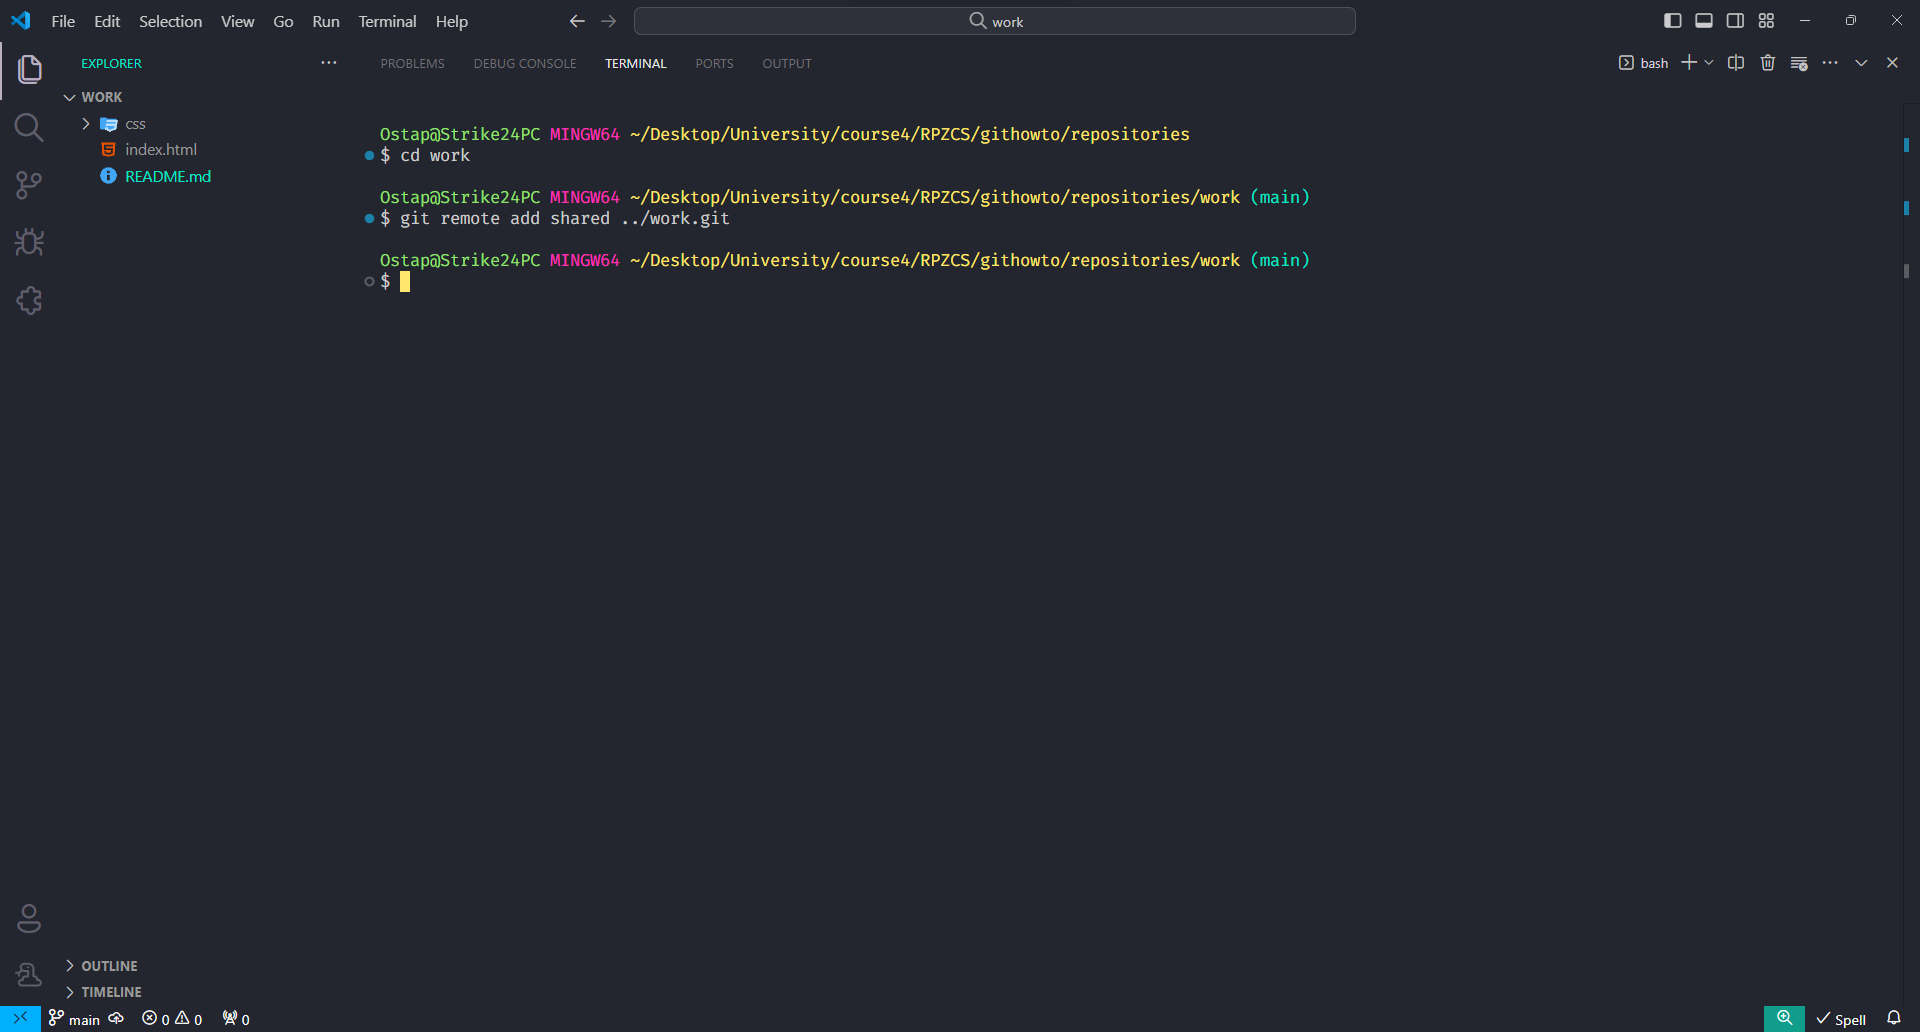 File Edit Selection View Go Run Terminal Help
work
EXPLORER
PROBLEMS DEBUG CONSOLE TERMINAL PORTS OUTPUT
bash
WORK
css
index.html
README.md
Ostap@Strike24PC MINGW64 ~/Desktop/University/course4/RPZCS/githowto/repositories
$ cd work
Ostap@Strike24PC MINGW64 ~/Desktop/University/course4/RPZCS/githowto/repositories/work (main)
$ git remote add shared ../work.git
Ostap@Strike24PC MINGW64 ~/Desktop/University/course4/RPZCS/githowto/repositories/work (main)
$
OUTLINE
TIMELINE
main 0 0 0 Spell